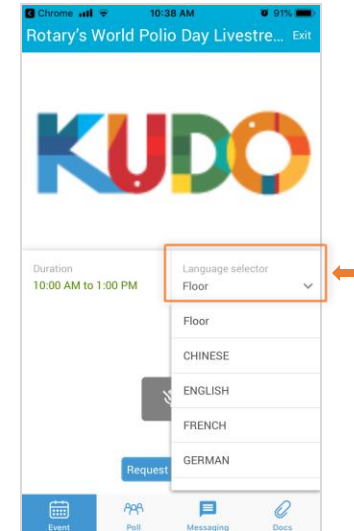 Chrome 10:38 AM 91%
Rotary's World Polio Day Livestre... Exit
KUDO
Duration Language selector
10:00 AM to 1:00 PM Floor
Floor
CHINESE
ENGLISH
FRENCH
GERMAN
Request
Event Poll Messaging Docs